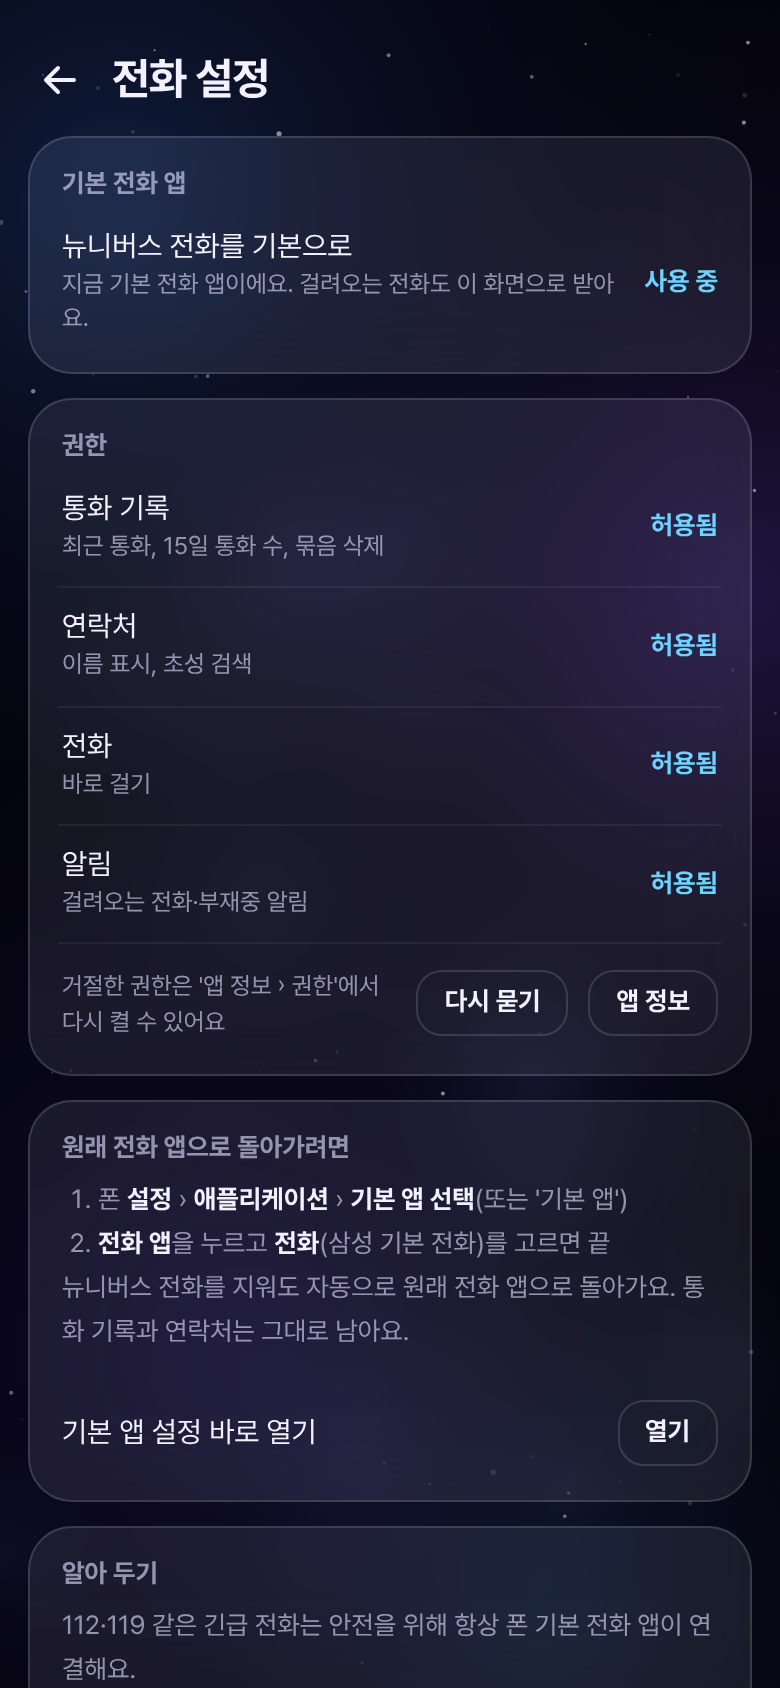 전화 설정
기본 전화 앱
뉴니버스 전화를 기본으로
지금 기본 전화 앱이에요. 걸려오는 전화도 이 화면으로 받아
요.
사용 중
권한
통화 기록
최근 통화, 15일 통화 수, 묶음 삭제
허용됨
연락처
이름 표시, 초성 검색
허용됨
전화
바로 걸기
허용됨
알림
걸려오는 전화·부재중 알림
허용됨
거절한 권한은 '앱 정보 › 권한'에서
다시 켤 수 있어요
다시 묻기
앱 정보
원래 전화 앱으로 돌아가려면
1. 폰 설정 › 애플리케이션 › 기본 앱 선택(또는 '기본 앱')
2. 전화 앱을 누르고 전화(삼성 기본 전화)를 고르면 끝
뉴니버스 전화를 지워도 자동으로 원래 전화 앱으로 돌아가요. 통
화 기록과 연락처는 그대로 남아요.
기본 앱 설정 바로 열기
열기
알아 두기
112·119 같은 긴급 전화는 안전을 위해 항상 폰 기본 전화 앱이 연
결해요.